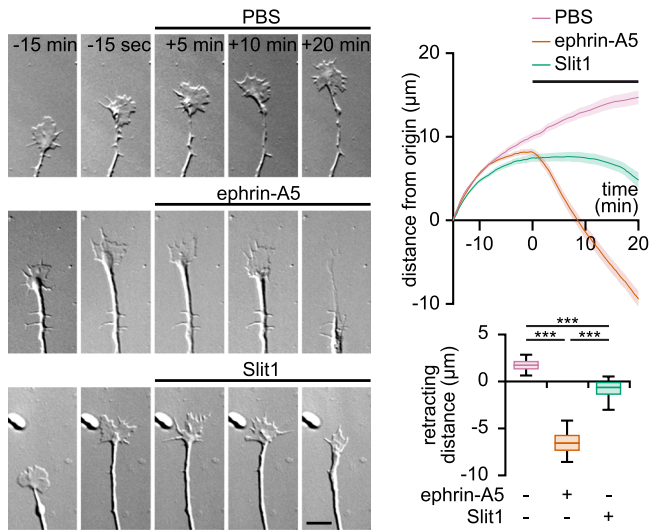 PBS
-15 min -15 sec +5 min +10 min +20 min
ephrin-A5
Slit1
PBS
ephrin-A5
Slit1
distance from origin (µm)
20
10
0
-10
-10 0 10 20
time
(min)
retracting
distance (µm)
5
0
-5
-10
***
*** ***
ephrin-A5 - + -
Slit1 - - +